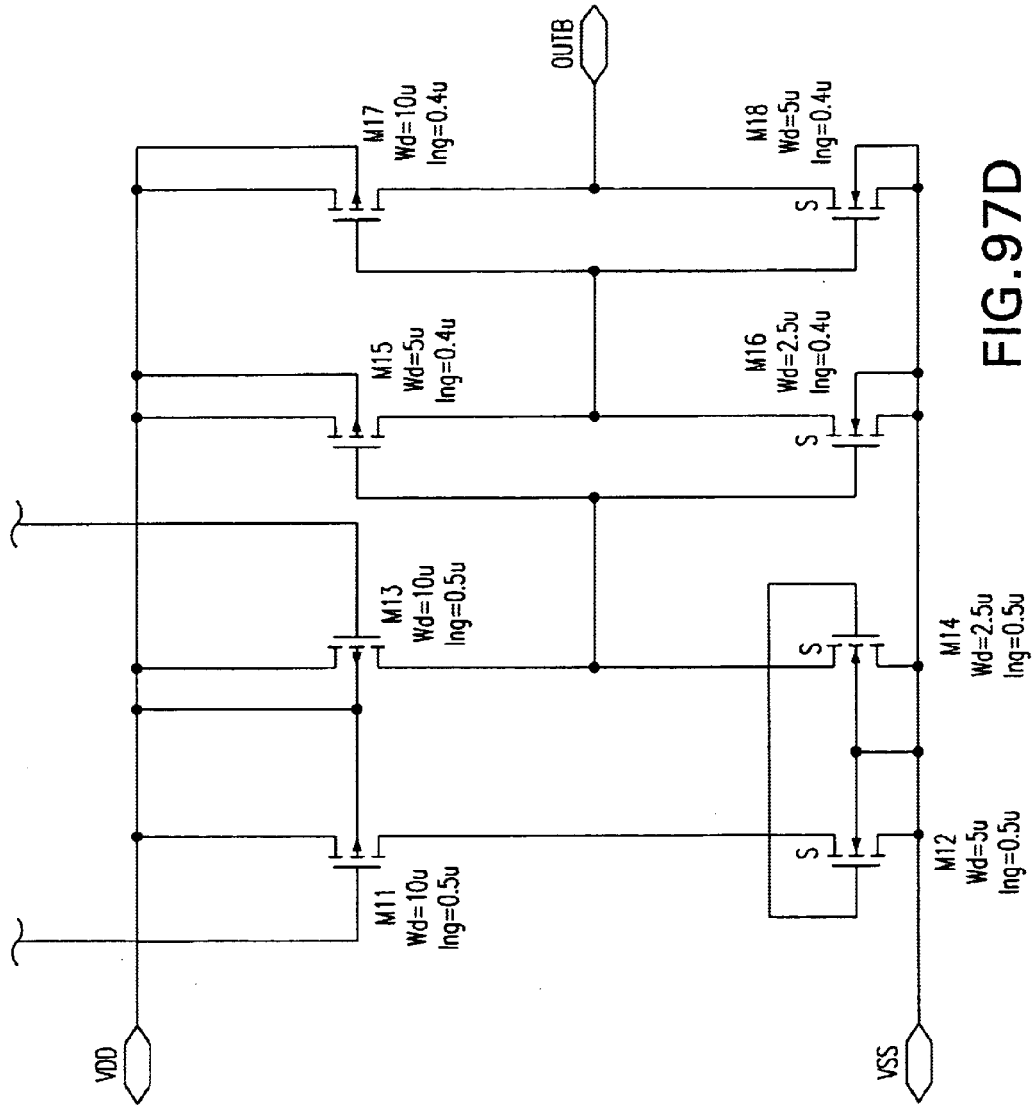 VDD
VSS
M11
Wd=10u
lng=0.5u
M13
Wd=10u
lng=0.5u
M15
Wd=5u
lng=0.4u
M17
Wd=10u
lng=0.4u
OUTB
S
M12
Wd=5u
lng=0.5u
S
M14
Wd=2.5u
lng=0.5u
S
M16
Wd=2.5u
lng=0.4u
S
M18
Wd=5u
lng=0.4u
FIG.97D